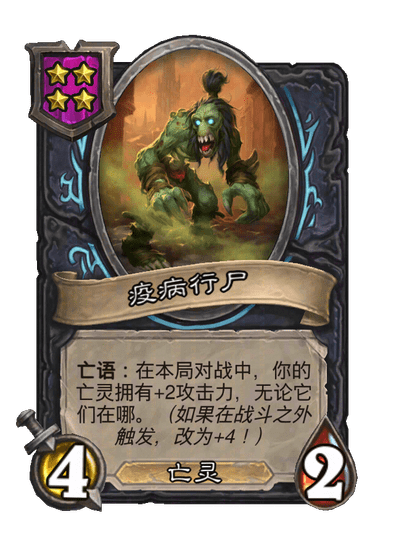 疫病行尸
亡语：在本局对战中，你的
亡灵拥有+2攻击力，无论它
们在哪。（如果在战斗之外
触发，改为+4！）
4
亡灵
2